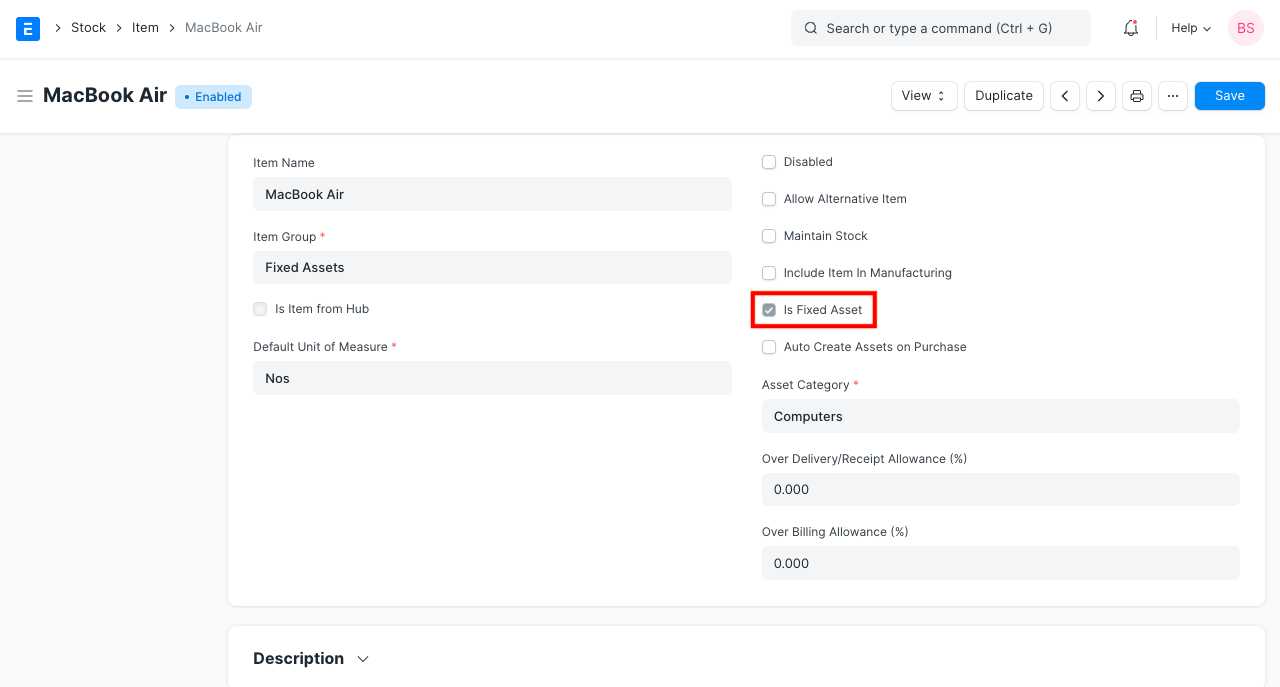 E
Stock
Item
MacBook Air
Search or type a command (Ctrl + G)
Help
BS
MacBook Air
Enabled
View
Duplicate
Save
Item Name
MacBook Air
Item Group *
Fixed Assets
Is Item from Hub
Default Unit of Measure *
Nos
Disabled
Allow Alternative Item
Maintain Stock
Include Item In Manufacturing
Is Fixed Asset
Auto Create Assets on Purchase
Asset Category *
Computers
Over Delivery/Receipt Allowance (%)
0.000
Over Billing Allowance (%)
0.000
Description